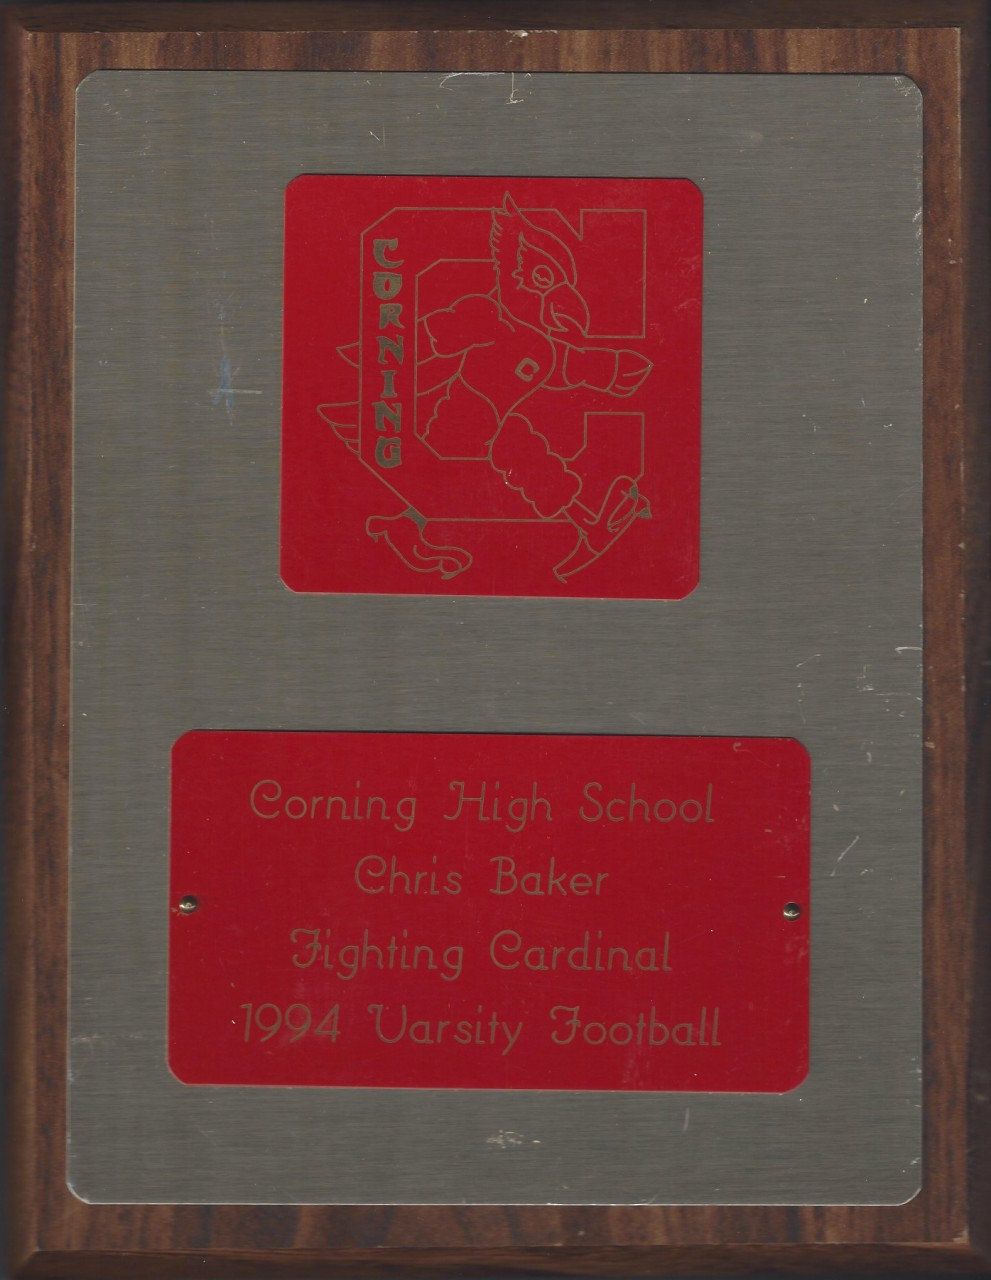 CORNING
Corning High School
Chris Baker
Fighting Cardinal
1994 Varsity Football